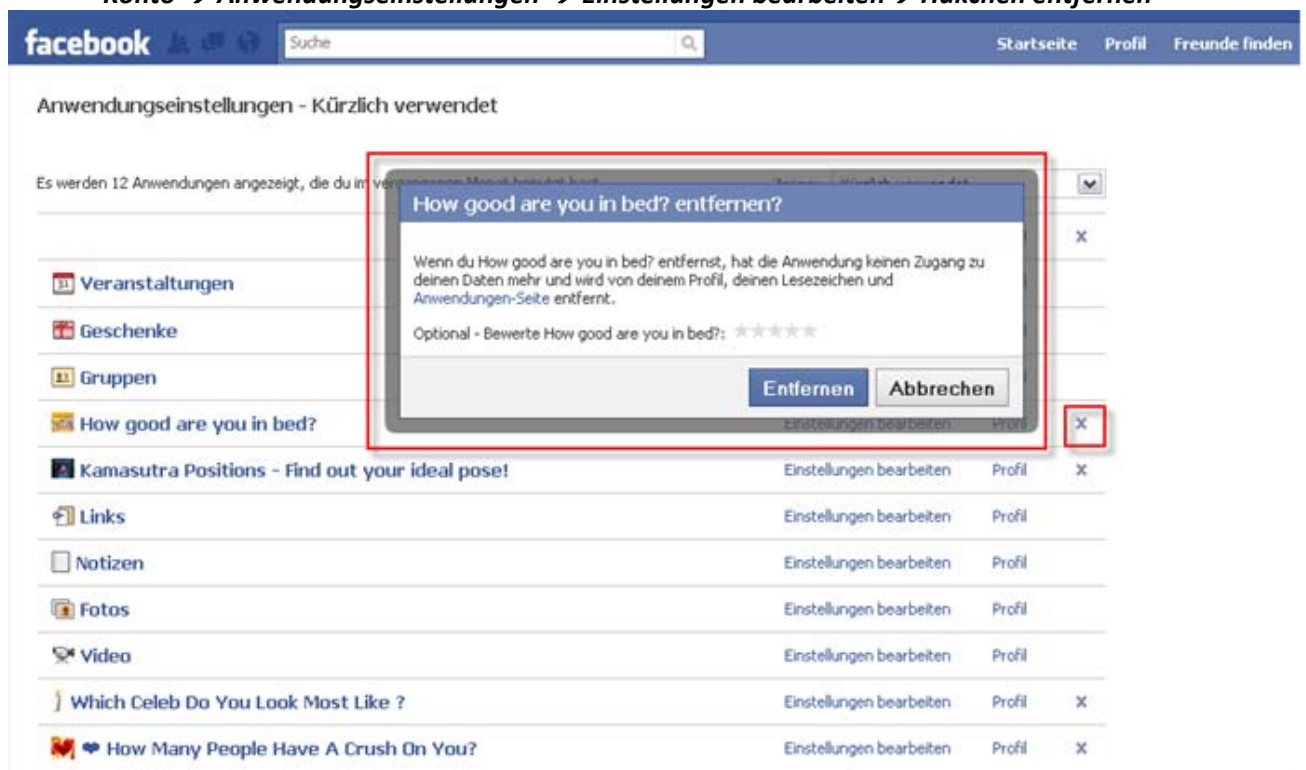 Konto → Anwendungseinstellungen → Einstellungen bearbeiten → Häkchen entfernen
facebook Suche Startseite Profil Freunde finden
Anwendungseinstellungen - Kürzlich verwendet
Es werden 12 Anwendungen angezeigt, die du im
How good are you in bed? entfernen?
x
Wenn du How good are you in bed? entfernst, hat die Anwendung keinen Zugang zu
deinen Daten mehr und wird von deinem Profil, deinen Lesezeichen und
Anwendungen-Seite entfernt.
Optional - Bewerte How good are you in bed?:
Entfernen Abbrechen
Veranstaltungen
Geschenke
Gruppen
How good are you in bed? Einstellungen bearbeiten Profil x
Kamasutra Positions - Find out your ideal pose! Einstellungen bearbeiten Profil x
Links Einstellungen bearbeiten Profil
Notizen Einstellungen bearbeiten Profil
Fotos Einstellungen bearbeiten Profil
Video Einstellungen bearbeiten Profil
Which Celeb Do You Look Most Like ? Einstellungen bearbeiten Profil x
❤ How Many People Have A Crush On You? Einstellungen bearbeiten Profil x